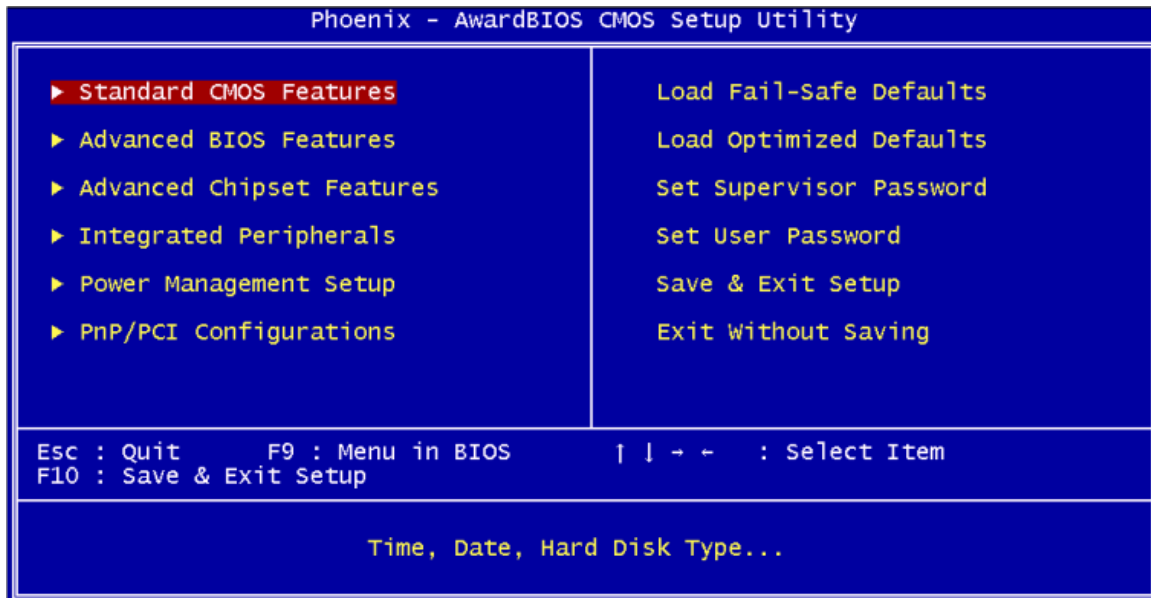 Phoenix - AwardBIOS CMOS Setup Utility
▶ Standard CMOS Features
▶ Advanced BIOS Features
▶ Advanced Chipset Features
▶ Integrated Peripherals
▶ Power Management Setup
▶ PnP/PCI Configurations
Load Fail-Safe Defaults
Load Optimized Defaults
Set Supervisor Password
Set User Password
Save & Exit Setup
Exit Without Saving
Esc : Quit F9 : Menu in BIOS ↑ ↓ → ← : Select Item
F10 : Save & Exit Setup
Time, Date, Hard Disk Type...